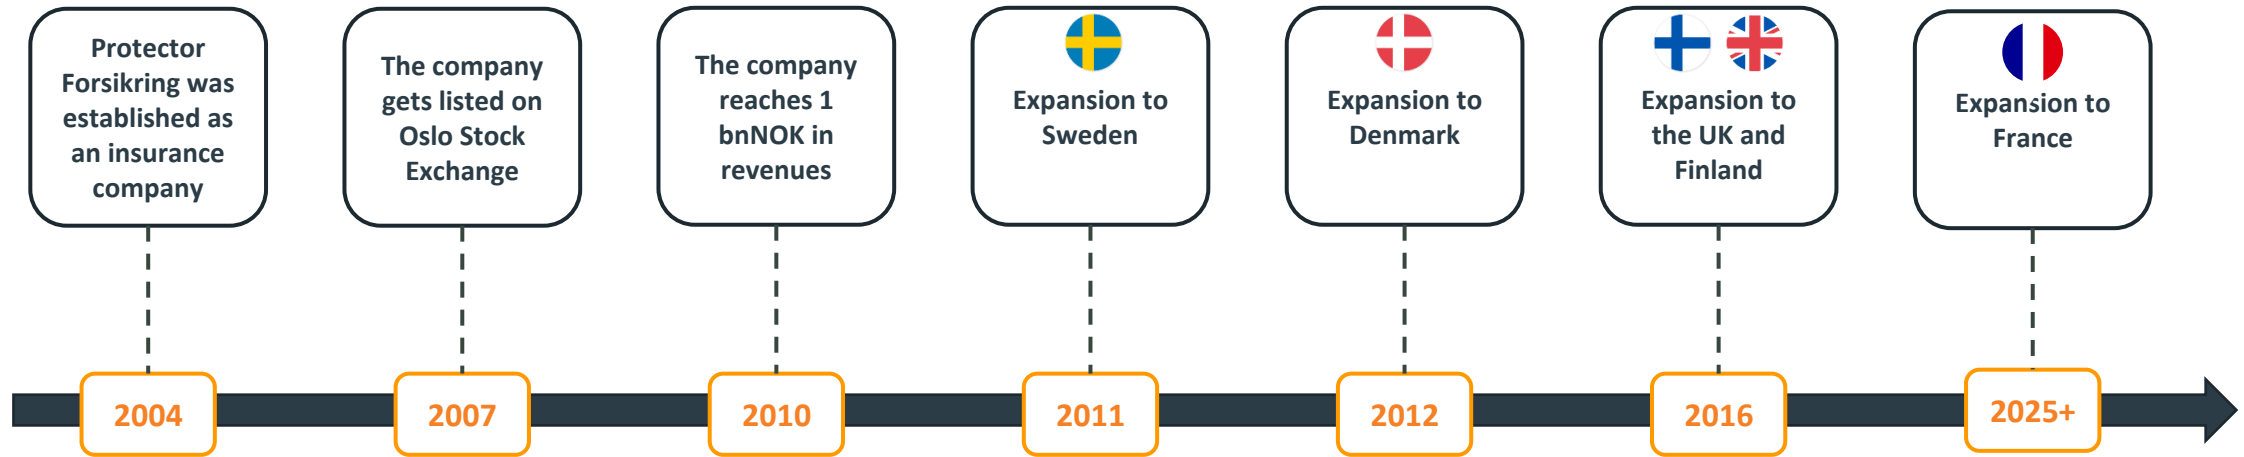 Protector
Forsikring was
established as
an insurance
company
The company
gets listed on
Oslo Stock
Exchange
The company
reaches 1
bnNOK in
revenues
Expansion to
Sweden
Expansion to
Denmark
Expansion to
the UK and
Finland
Expansion to
France
2004
2007
2010
2011
2012
2016
2025+